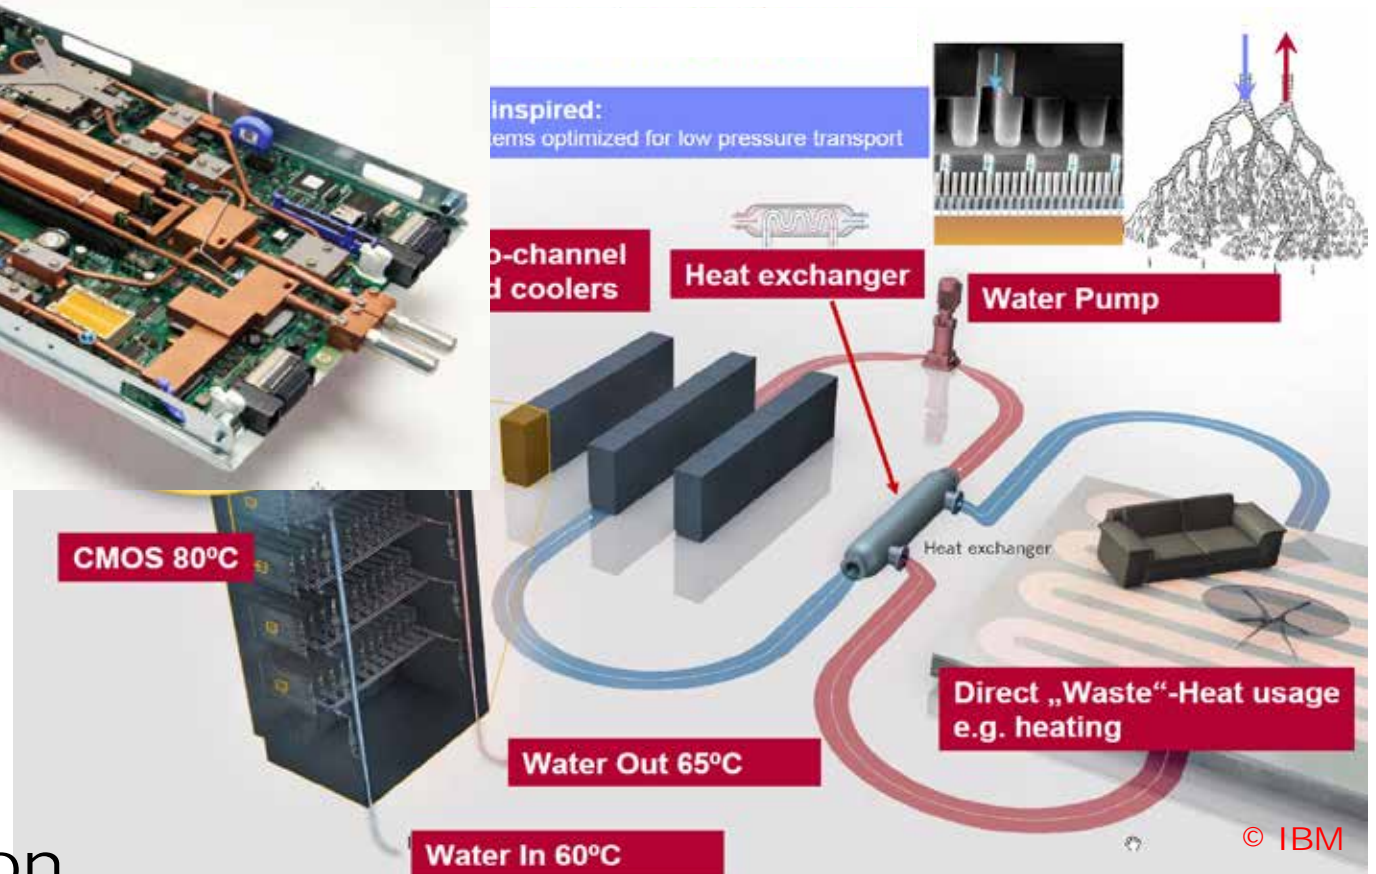 inspired:
tems optimized for low pressure transport
o-channel
d coolers
Heat exchanger
Water Pump
CMOS 80ºC
Heat exchanger
Direct „Waste“-Heat usage
e.g. heating
Water Out 65ºC
Water In 60ºC
on
© IBM